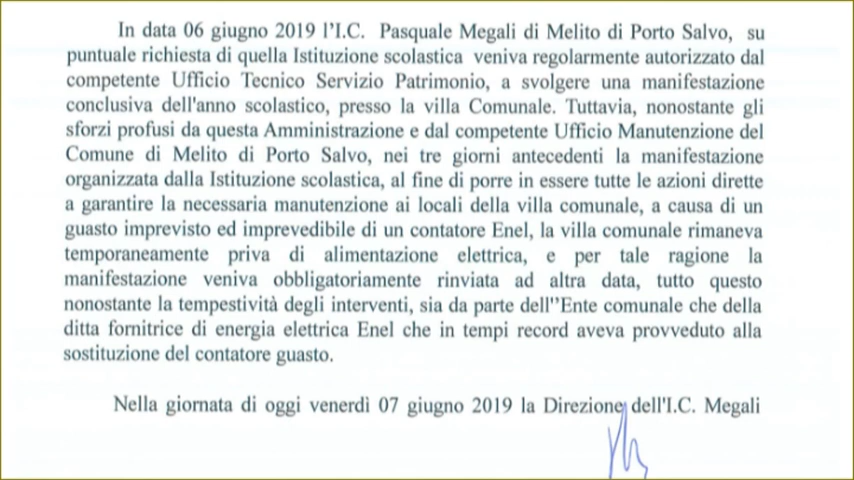 In data 06 giugno 2019 l'I.C. Pasquale Megali di Melito di Porto Salvo, su
puntuale richiesta di quella Istituzione scolastica veniva regolarmente autorizzato dal
competente Ufficio Tecnico Servizio Patrimonio, a svolgere una manifestazione
conclusiva dell'anno scolastico, presso la villa Comunale. Tuttavia, nonostante gli
sforzi profusi da questa Amministrazione e dal competente Ufficio Manutenzione del
Comune di Melito di Porto Salvo, nei tre giorni antecedenti la manifestazione
organizzata dalla Istituzione scolastica, al fine di porre in essere tutte le azioni dirette
a garantire la necessaria manutenzione ai locali della villa comunale, a causa di un
guasto imprevisto ed imprevedibile di un contatore Enel, la villa comunale rimaneva
temporaneamente priva di alimentazione elettrica, e per tale ragione la
manifestazione veniva obbligatoriamente rinviata ad altra data, tutto questo
nonostante la tempestività degli interventi, sia da parte dell''Ente comunale che della
ditta fornitrice di energia elettrica Enel che in tempi record aveva provveduto alla
sostituzione del contatore guasto.
Nella giornata di oggi venerdì 07 giugno 2019 la Direzione dell'I.C. Megali